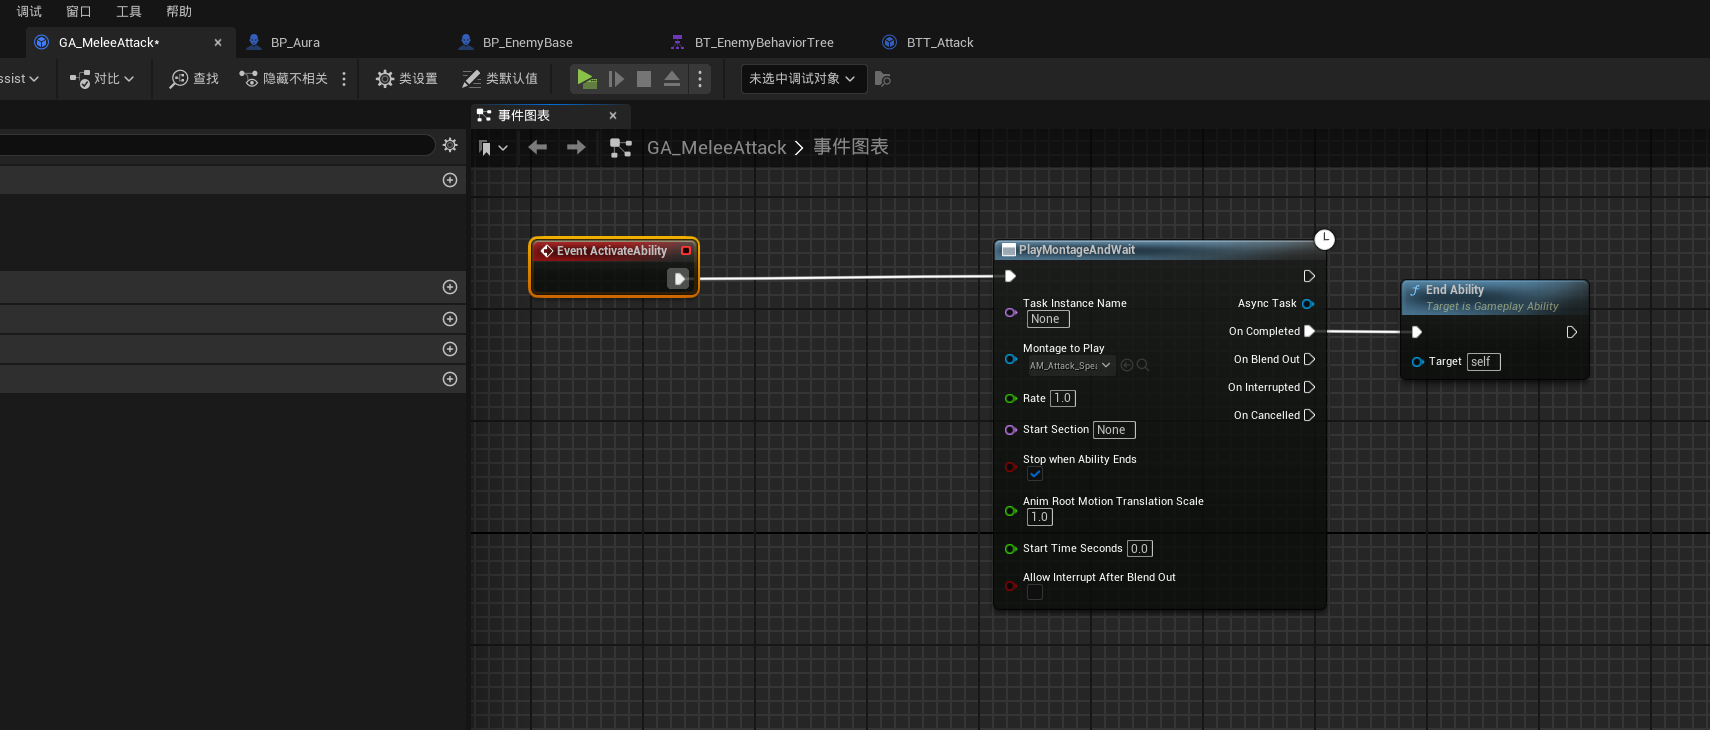 调试 窗口 工具 帮助
GA_MeleeAttack* BP_Aura BP_EnemyBase BT_EnemyBehaviorTree BTT_Attack
ssist 对比 查找 隐藏不相关 类设置 类默认值 未选中调试对象
事件图表
GA_MeleeAttack 事件图表
Event ActivateAbility
PlayMontageAndWait
Task Instance Name
None
Montage to Play
AM_Attack_Spea
Rate 1.0
Start Section None
Stop when Ability Ends
Anim Root Motion Translation Scale
1.0
Start Time Seconds 0.0
Allow Interrupt After Blend Out
Async Task
On Completed
On Blend Out
On Interrupted
On Cancelled
End Ability
Target is Gameplay Ability
Target self